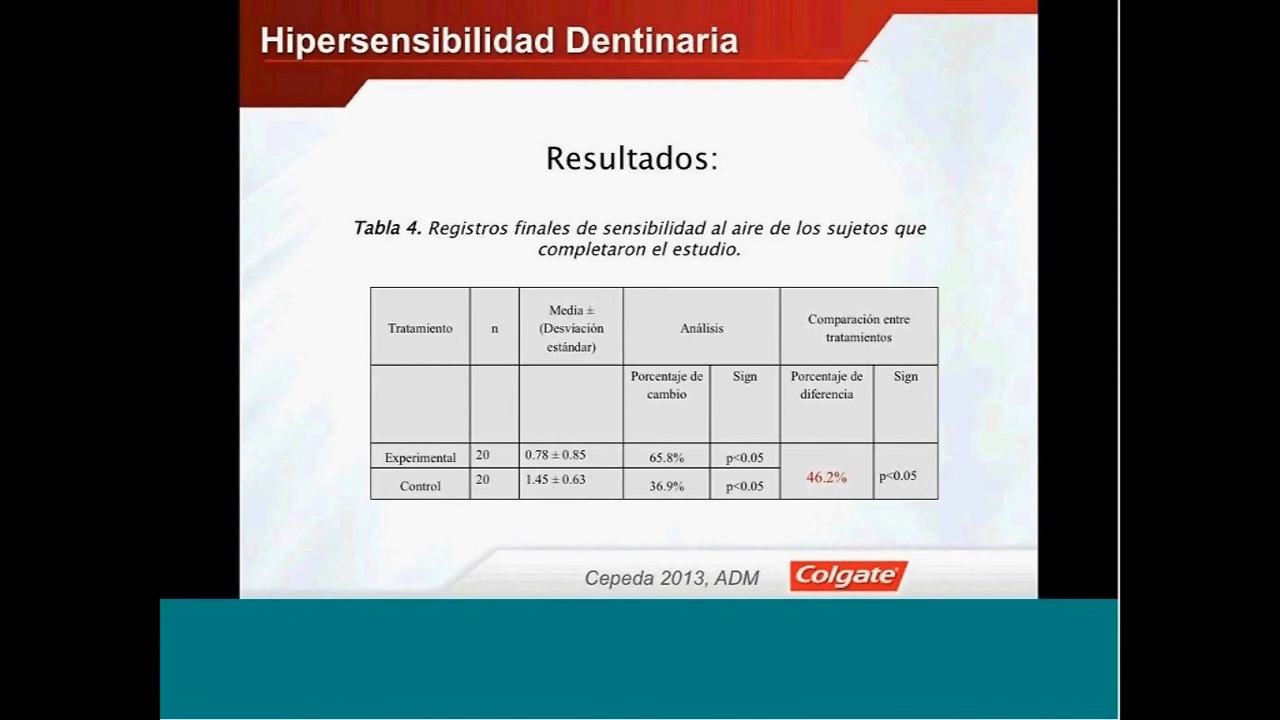 Hipersensibilidad Dentinaria
Resultados:
Tabla 4. Registros finales de sensibilidad al aire de los sujetos que
completaron el estudio.
Tratamiento n Media ± (Desviación estándar) Análisis Comparación entre tratamientos
Porcentaje de cambio Sign Porcentaje de diferencia Sign
Experimental 20 0.78 ± 0.85 65.8% p<0.05
46.2% p<0.05
Control 20 1.45 ± 0.63 36.9% p<0.05
Cepeda 2013, ADM
Colgate